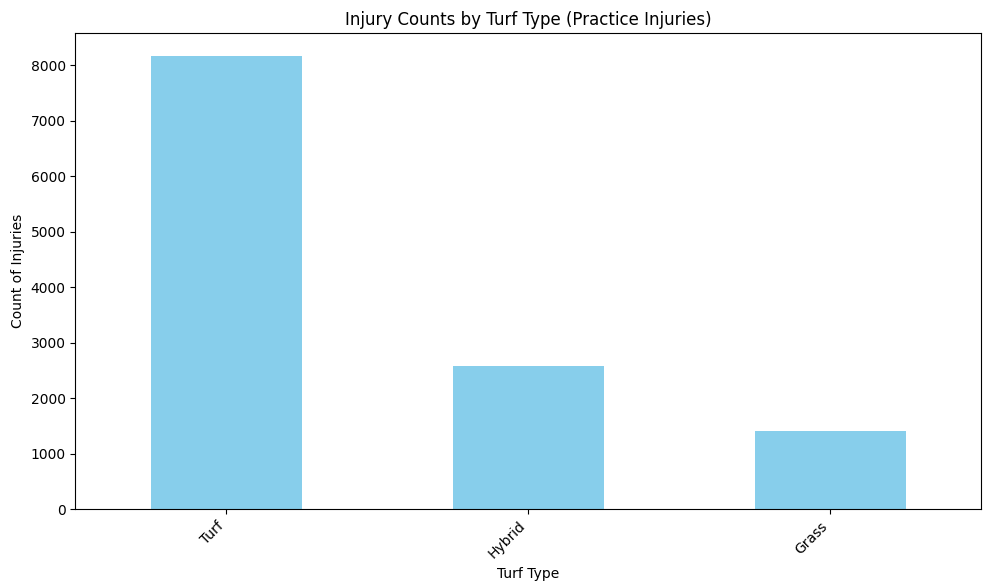 Injury Counts by Turf Type (Practice Injuries)
Count of Injuries
8000
7000
6000
5000
4000
3000
2000
1000
0
Turf
Hybrid
Grass
Turf Type